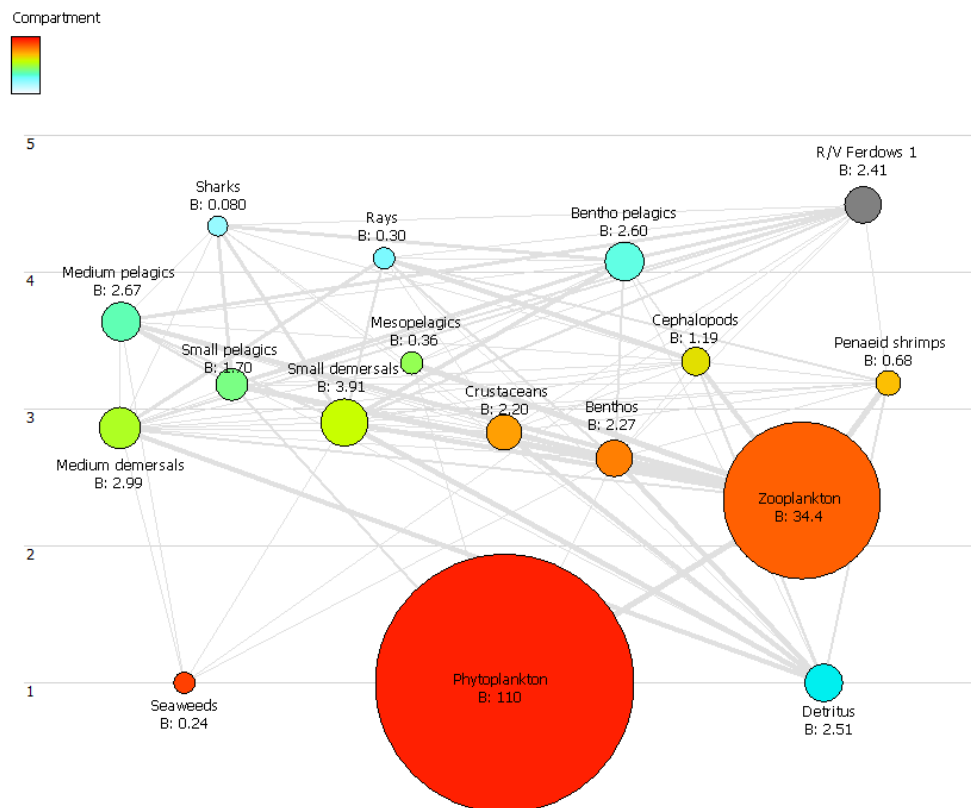 Compartment
5
R/V Ferdows 1
B: 2.41
Sharks
B: 0.080
Rays
B: 0.30
Bentho pelagics
B: 2.60
4
Medium pelagics
B: 2.67
Mesopelagics
B: 0.36
Cephalopods
B: 1.19
Penaeid shrimps
B: 0.68
Small pelagics
B: 1.70
Small demersals
B: 3.91
Crustaceans
B: 2.20
Benthos
B: 2.27
3
Medium demersals
B: 2.99
Zooplankton
B: 34.4
2
Phytoplankton
B: 110
1
Seaweeds
B: 0.24
Detritus
B: 2.51